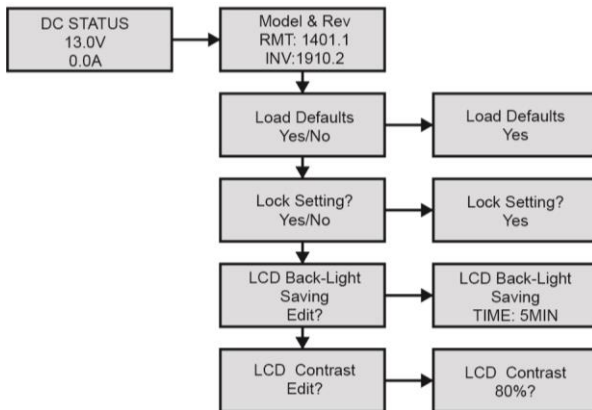 DC STATUS
13.0V
0.0A
Model & Rev
RMT: 1401.1
INV:1910.2
Load Defaults
Yes/No
Load Defaults
Yes
Lock Setting?
Yes/No
Lock Setting?
Yes
LCD Back-Light
Saving
Edit?
LCD Back-Light
Saving
TIME: 5MIN
LCD Contrast
Edit?
LCD Contrast
80%?